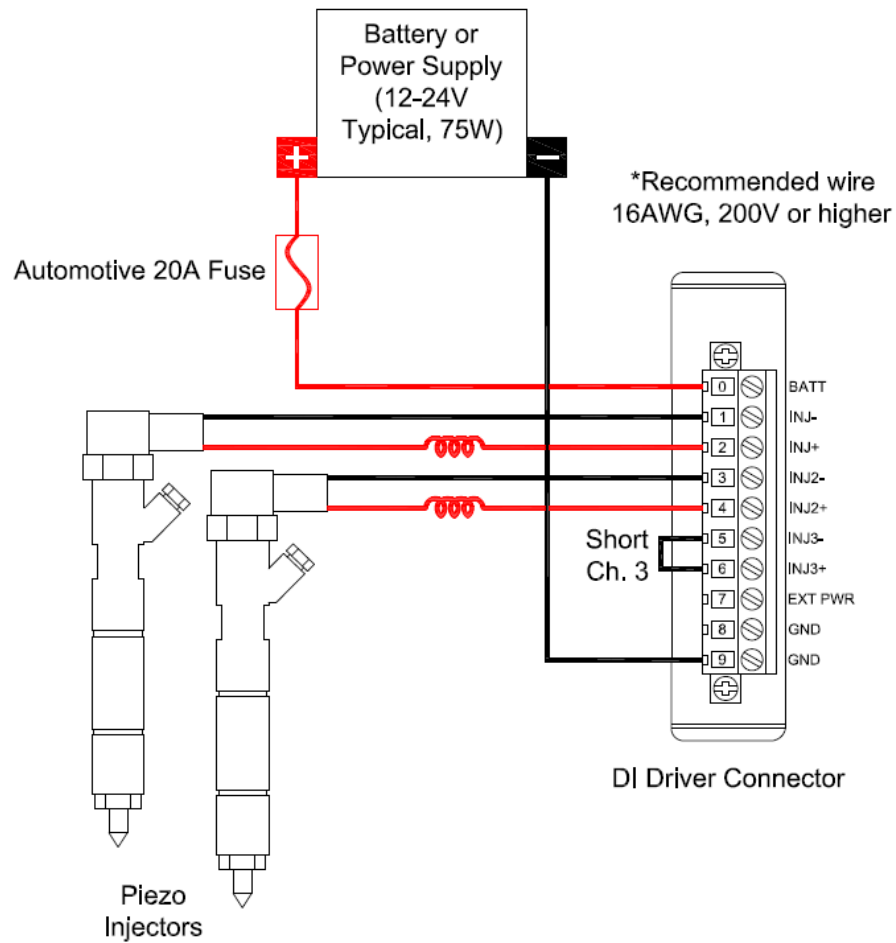 Battery or
Power Supply
(12-24V
Typical, 75W)
+
-
*Recommended wire
16AWG, 200V or higher
Automotive 20A Fuse
0 BATT
1 INJ-
2 INJ+
3 INJ2-
4 INJ2+
Short
Ch. 3
5 INJ3-
6 INJ3+
7 EXT PWR
8 GND
9 GND
DI Driver Connector
Piezo
Injectors